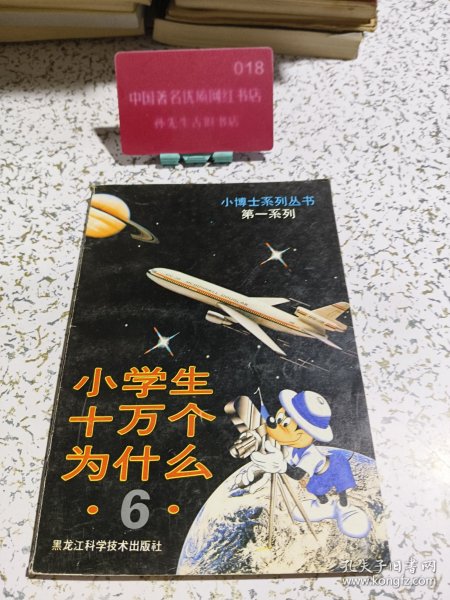 018
中国著名优质网红书店
孙先生古旧书店
小博士系列丛书
第一系列
小学生
十万个
为什么
·6·
黑龙江科学技术出版社
孔夫子旧书网
www.kongfz.com